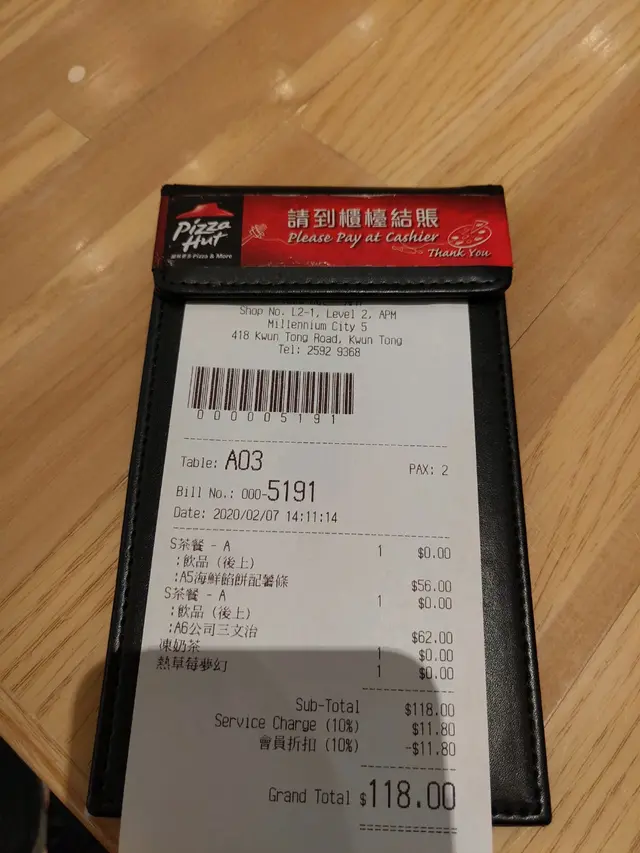 Pizza Hut
Pizza & More
請到櫃檯結賬
Please Pay at Cashier
Thank You
Shop No. L2-1, Level 2, APM
Millennium City 5
418 Kwun Tong Road, Kwun Tong
Tel: 2592 9368
000005191
Table: A03 PAX: 2
Bill No.: 000-5191
Date: 2020/02/07 14:11:14
S茶餐 - A 1 $0.00
:飲品 (後上)
:A5海鮮餡餅記薯條 $56.00
S茶餐 - A 1 $0.00
:飲品 (後上)
:A6公司三文治 $62.00
凍奶茶 1 $0.00
熱草莓夢幻 1 $0.00
Sub-Total $118.00
Service Charge (10%) $11.80
會員折扣 (10%) -$11.80
Grand Total $118.00